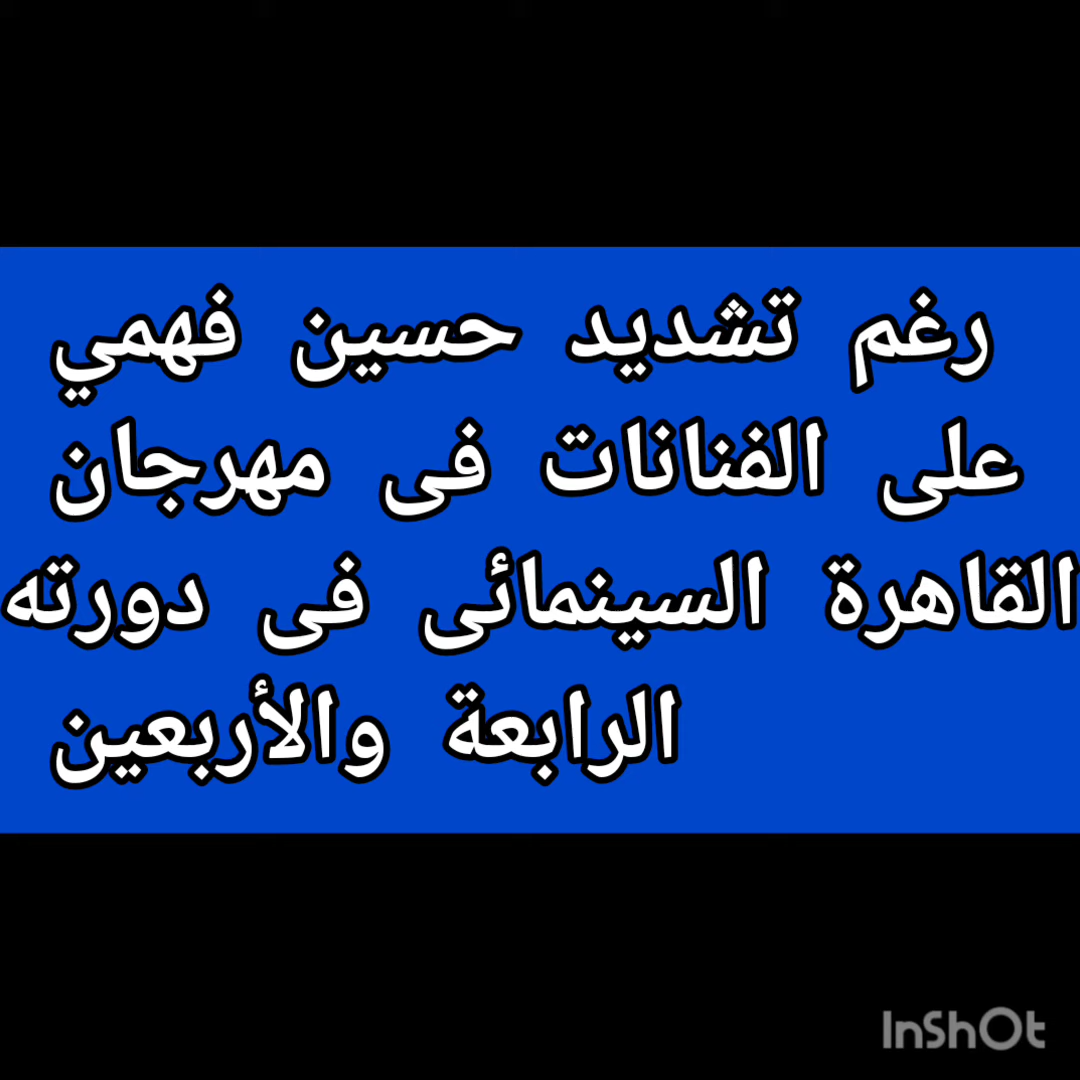 رغم تشديد حسين فهمي
على الفنانات فى مهرجان
القاهرة السينمائى فى دورته
الرابعة والأربعين
InShOt